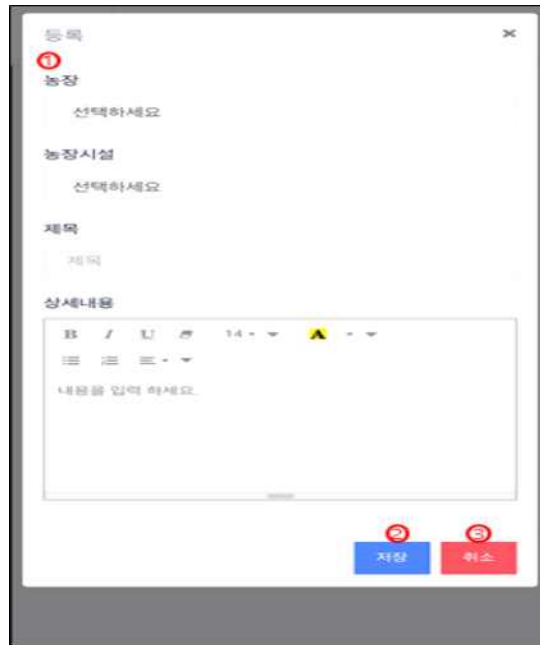 등록 ×
①
농장
선택하세요
농장시설
선택하세요
제목
제목
상세내용
B I U 14 A
내용을 입력 하세요.
② ③
저장 취소